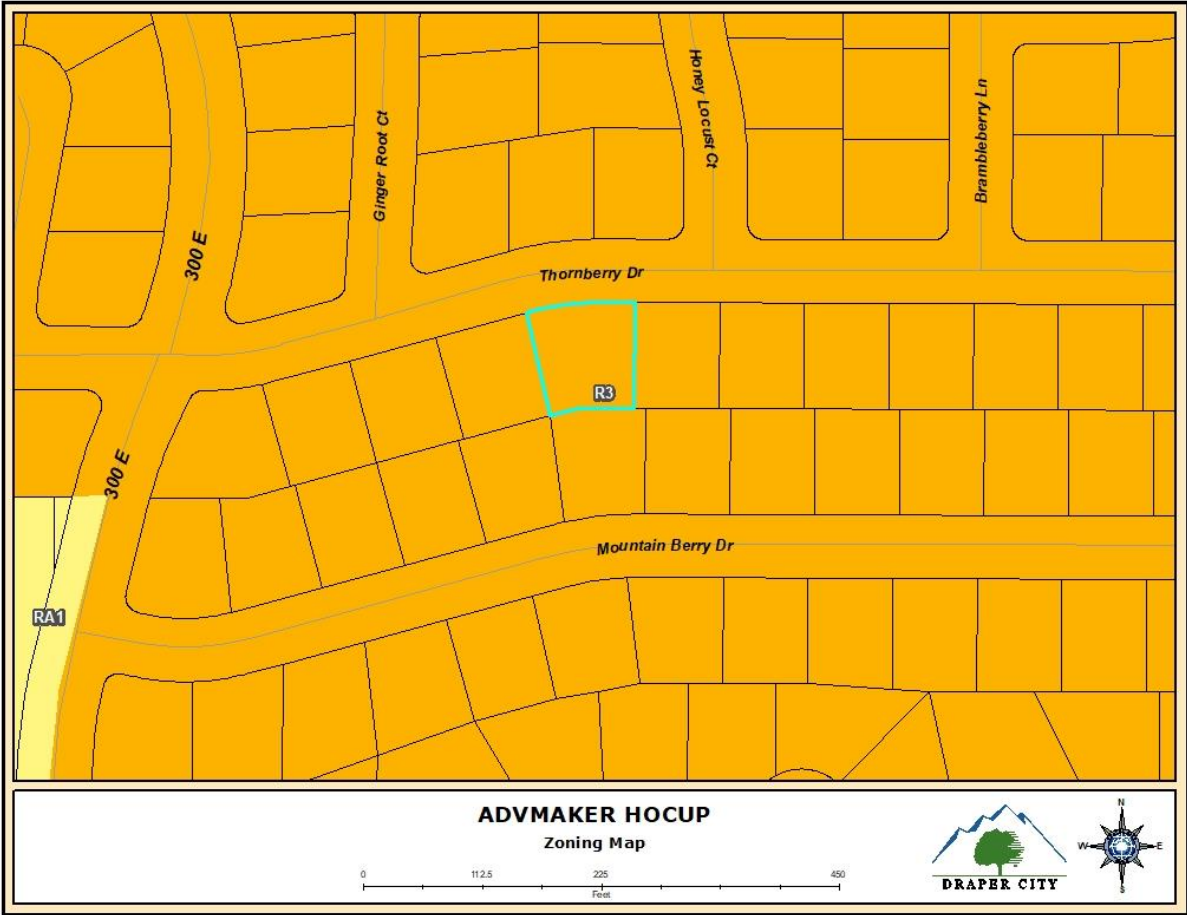 Honey Locust Ct
Brambleberry Ln
Ginger Root Ct
300 E
Thornberry Dr
R3
300 E
Mountain Berry Dr
RA1
ADVMAKER HOCUP
Zoning Map
0 112.5 225 450
Feet
DRAPER CITY
N
W E
S